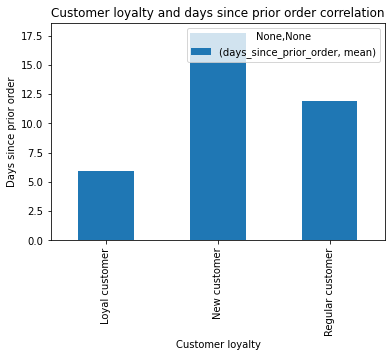 Customer loyalty and days since prior order correlation
None,None
(days_since_prior_order, mean)
Days since prior order
17.5
15.0
12.5
10.0
7.5
5.0
2.5
0.0
Loyal customer
New customer
Regular customer
Customer loyalty